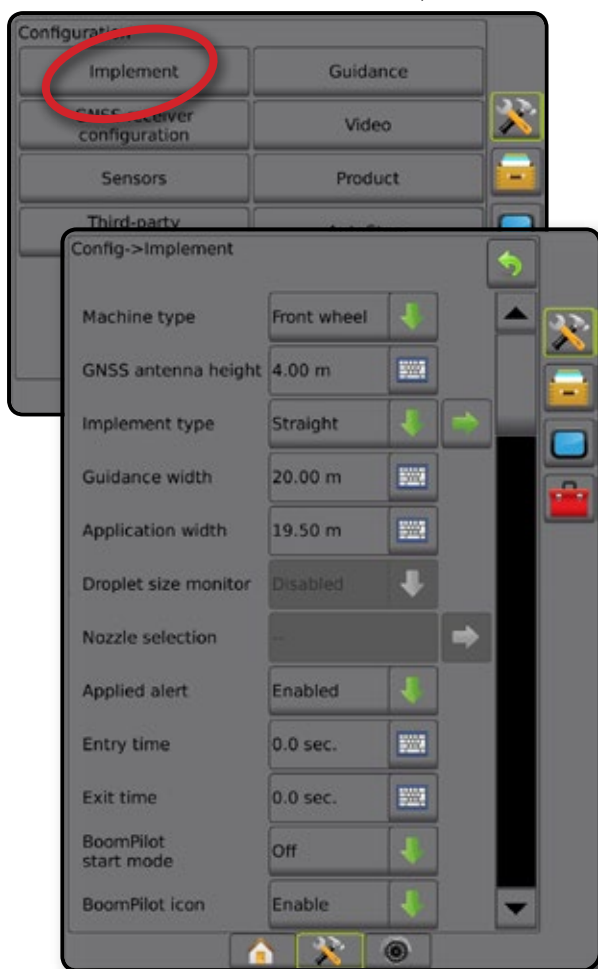 Configuration
Implement
Guidance
GNSS receiver
configuration
Video
Sensors
Product
Third-party
Config->Implement
Machine type
Front wheel
GNSS antenna height
4.00 m
Implement type
Straight
Guidance width
20.00 m
Application width
19.50 m
Droplet size monitor
Disabled
Nozzle selection
--
Applied alert
Enabled
Entry time
0.0 sec.
Exit time
0.0 sec.
BoomPilot
start mode
Off
BoomPilot icon
Enable